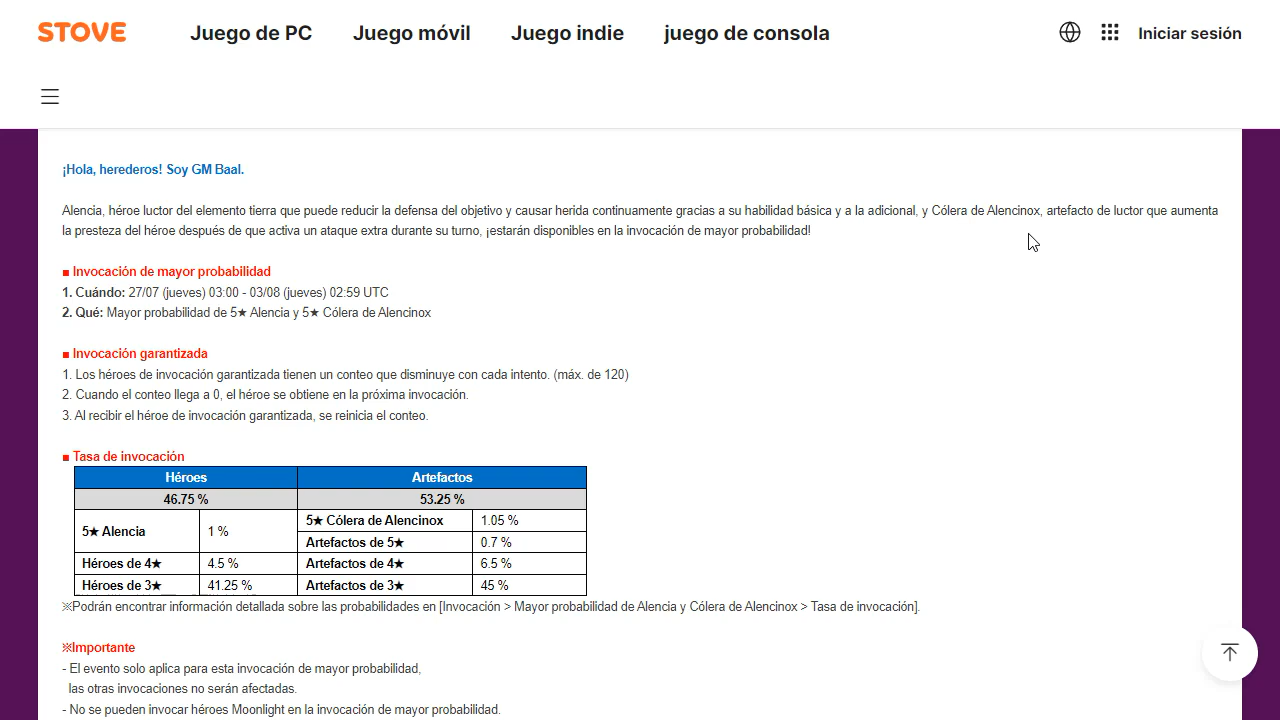 STOVE
Juego de PC
Juego móvil
Juego indie
juego de consola
Iniciar sesión
¡Hola, herederos! Soy GM Baal.
Alencia, héroe luctor del elemento tierra que puede reducir la defensa del objetivo y causar herida continuamente gracias a su habilidad básica y a la adicional, y Cólera de Alencinox, artefacto de luctor que aumenta
la presteza del héroe después de que activa un ataque extra durante su turno, ¡estarán disponibles en la invocación de mayor probabilidad!
■ Invocación de mayor probabilidad
1. Cuándo: 27/07 (jueves) 03:00 - 03/08 (jueves) 02:59 UTC
2. Qué: Mayor probabilidad de 5★ Alencia y 5★ Cólera de Alencinox
■ Invocación garantizada
1. Los héroes de invocación garantizada tienen un conteo que disminuye con cada intento. (máx. de 120)
2. Cuando el conteo llega a 0, el héroe se obtiene en la próxima invocación.
3. Al recibir el héroe de invocación garantizada, se reinicia el conteo.
■ Tasa de invocación
Héroes Artefactos
46.75 % 53.25 %
5★ Alencia 1 % 5★ Cólera de Alencinox 1.05 %
Artefactos de 5★ 0.7 %
Héroes de 4★ 4.5 % Artefactos de 4★ 6.5 %
Héroes de 3★ 41.25 % Artefactos de 3★ 45 %
※Podrán encontrar información detallada sobre las probabilidades en [Invocación > Mayor probabilidad de Alencia y Cólera de Alencinox > Tasa de invocación].
※Importante
- El evento solo aplica para esta invocación de mayor probabilidad,
las otras invocaciones no serán afectadas.
- No se pueden invocar héroes Moonlight en la invocación de mayor probabilidad.